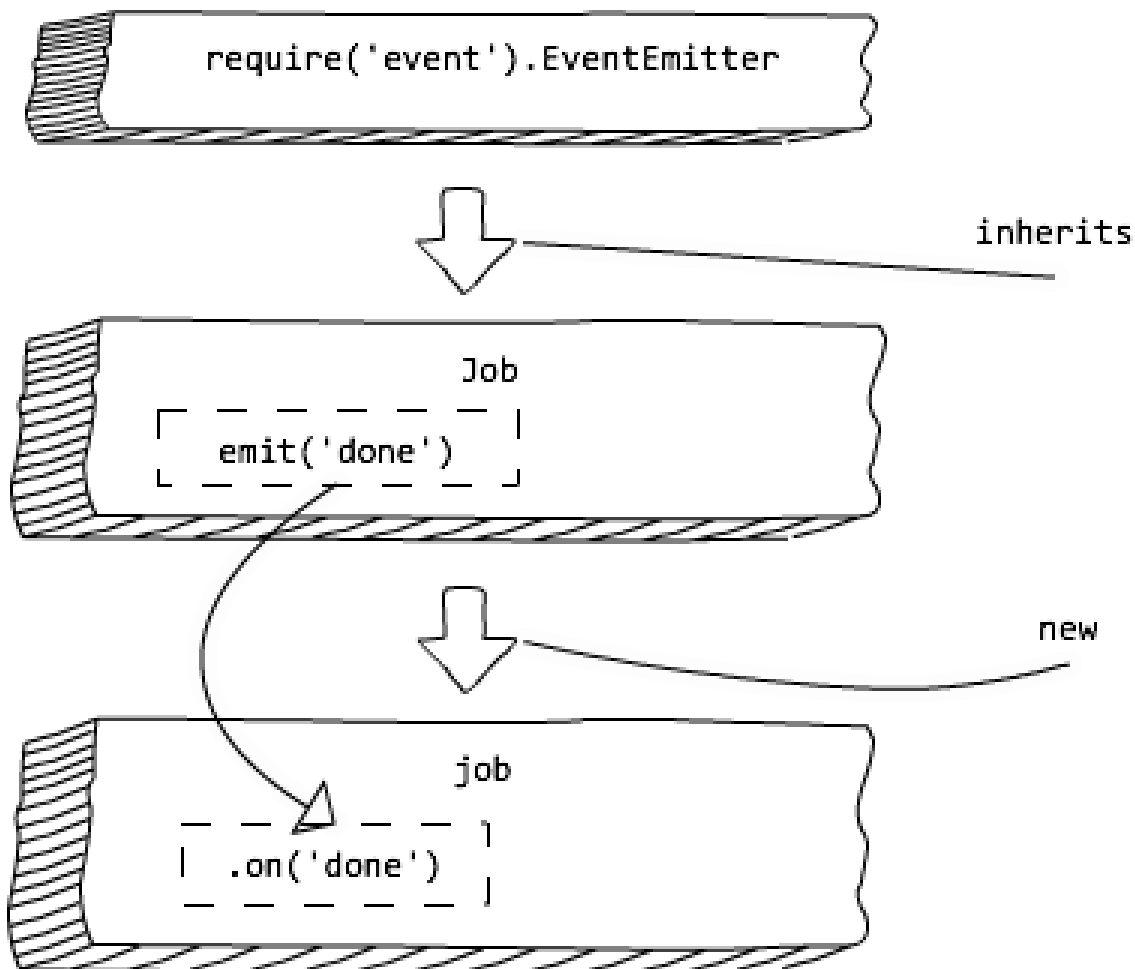 require('event').EventEmitter
inherits
Job
emit('done')
new
job
.on('done')